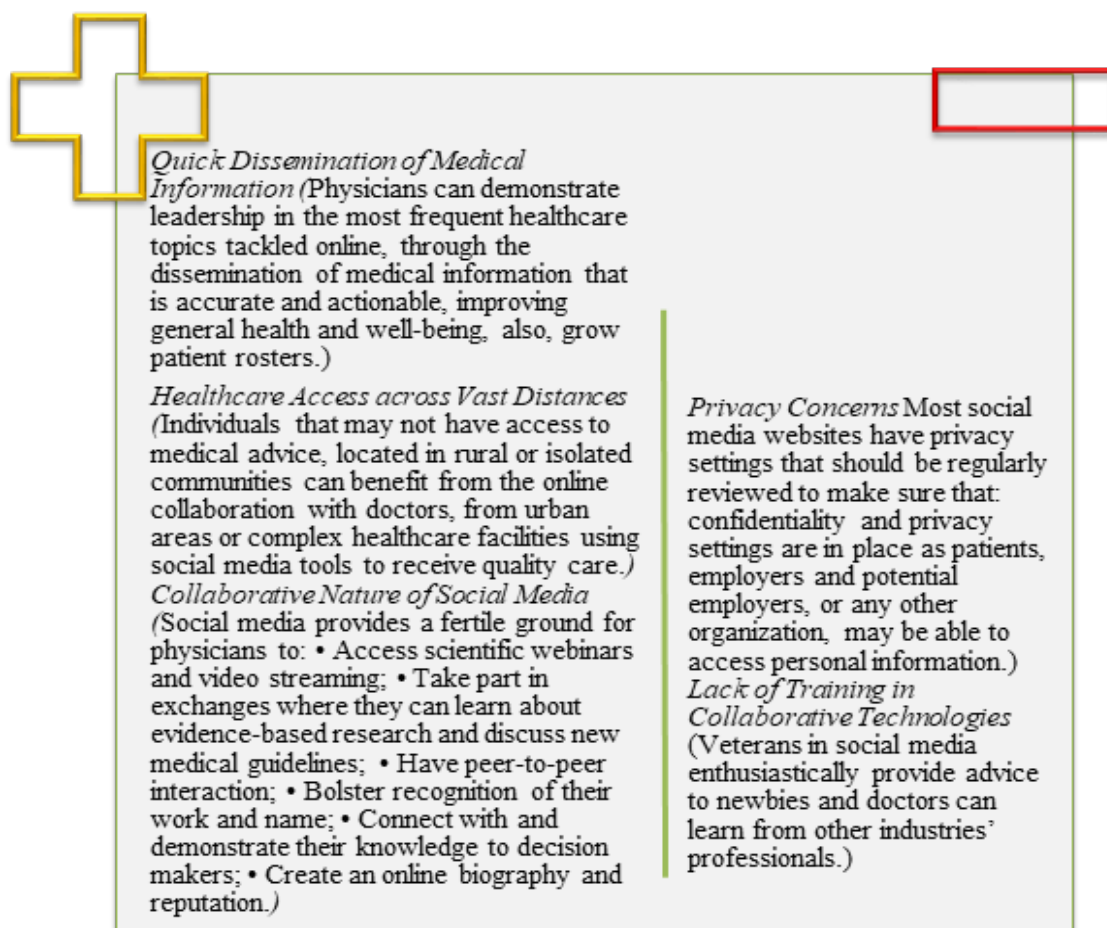 Quick Dissemination of Medical
Information (Physicians can demonstrate
leadership in the most frequent healthcare
topics tackled online, through the
dissemination of medical information that
is accurate and actionable, improving
general health and well-being, also, grow
patient rosters.)
Healthcare Access across Vast Distances
(Individuals that may not have access to
medical advice, located in rural or isolated
communities can benefit from the online
collaboration with doctors, from urban
areas or complex healthcare facilities using
social media tools to receive quality care.)
Collaborative Nature of Social Media
(Social media provides a fertile ground for
physicians to: • Access scientific webinars
and video streaming; • Take part in
exchanges where they can learn about
evidence-based research and discuss new
medical guidelines; • Have peer-to-peer
interaction; • Bolster recognition of their
work and name; • Connect with and
demonstrate their knowledge to decision
makers; • Create an online biography and
reputation.)
Privacy Concerns Most social
media websites have privacy
settings that should be regularly
reviewed to make sure that:
confidentiality and privacy
settings are in place as patients,
employers and potential
employers, or any other
organization, may be able to
access personal information.)
Lack of Training in
Collaborative Technologies
(Veterans in social media
enthusiastically provide advice
to newbies and doctors can
learn from other industries’
professionals.)